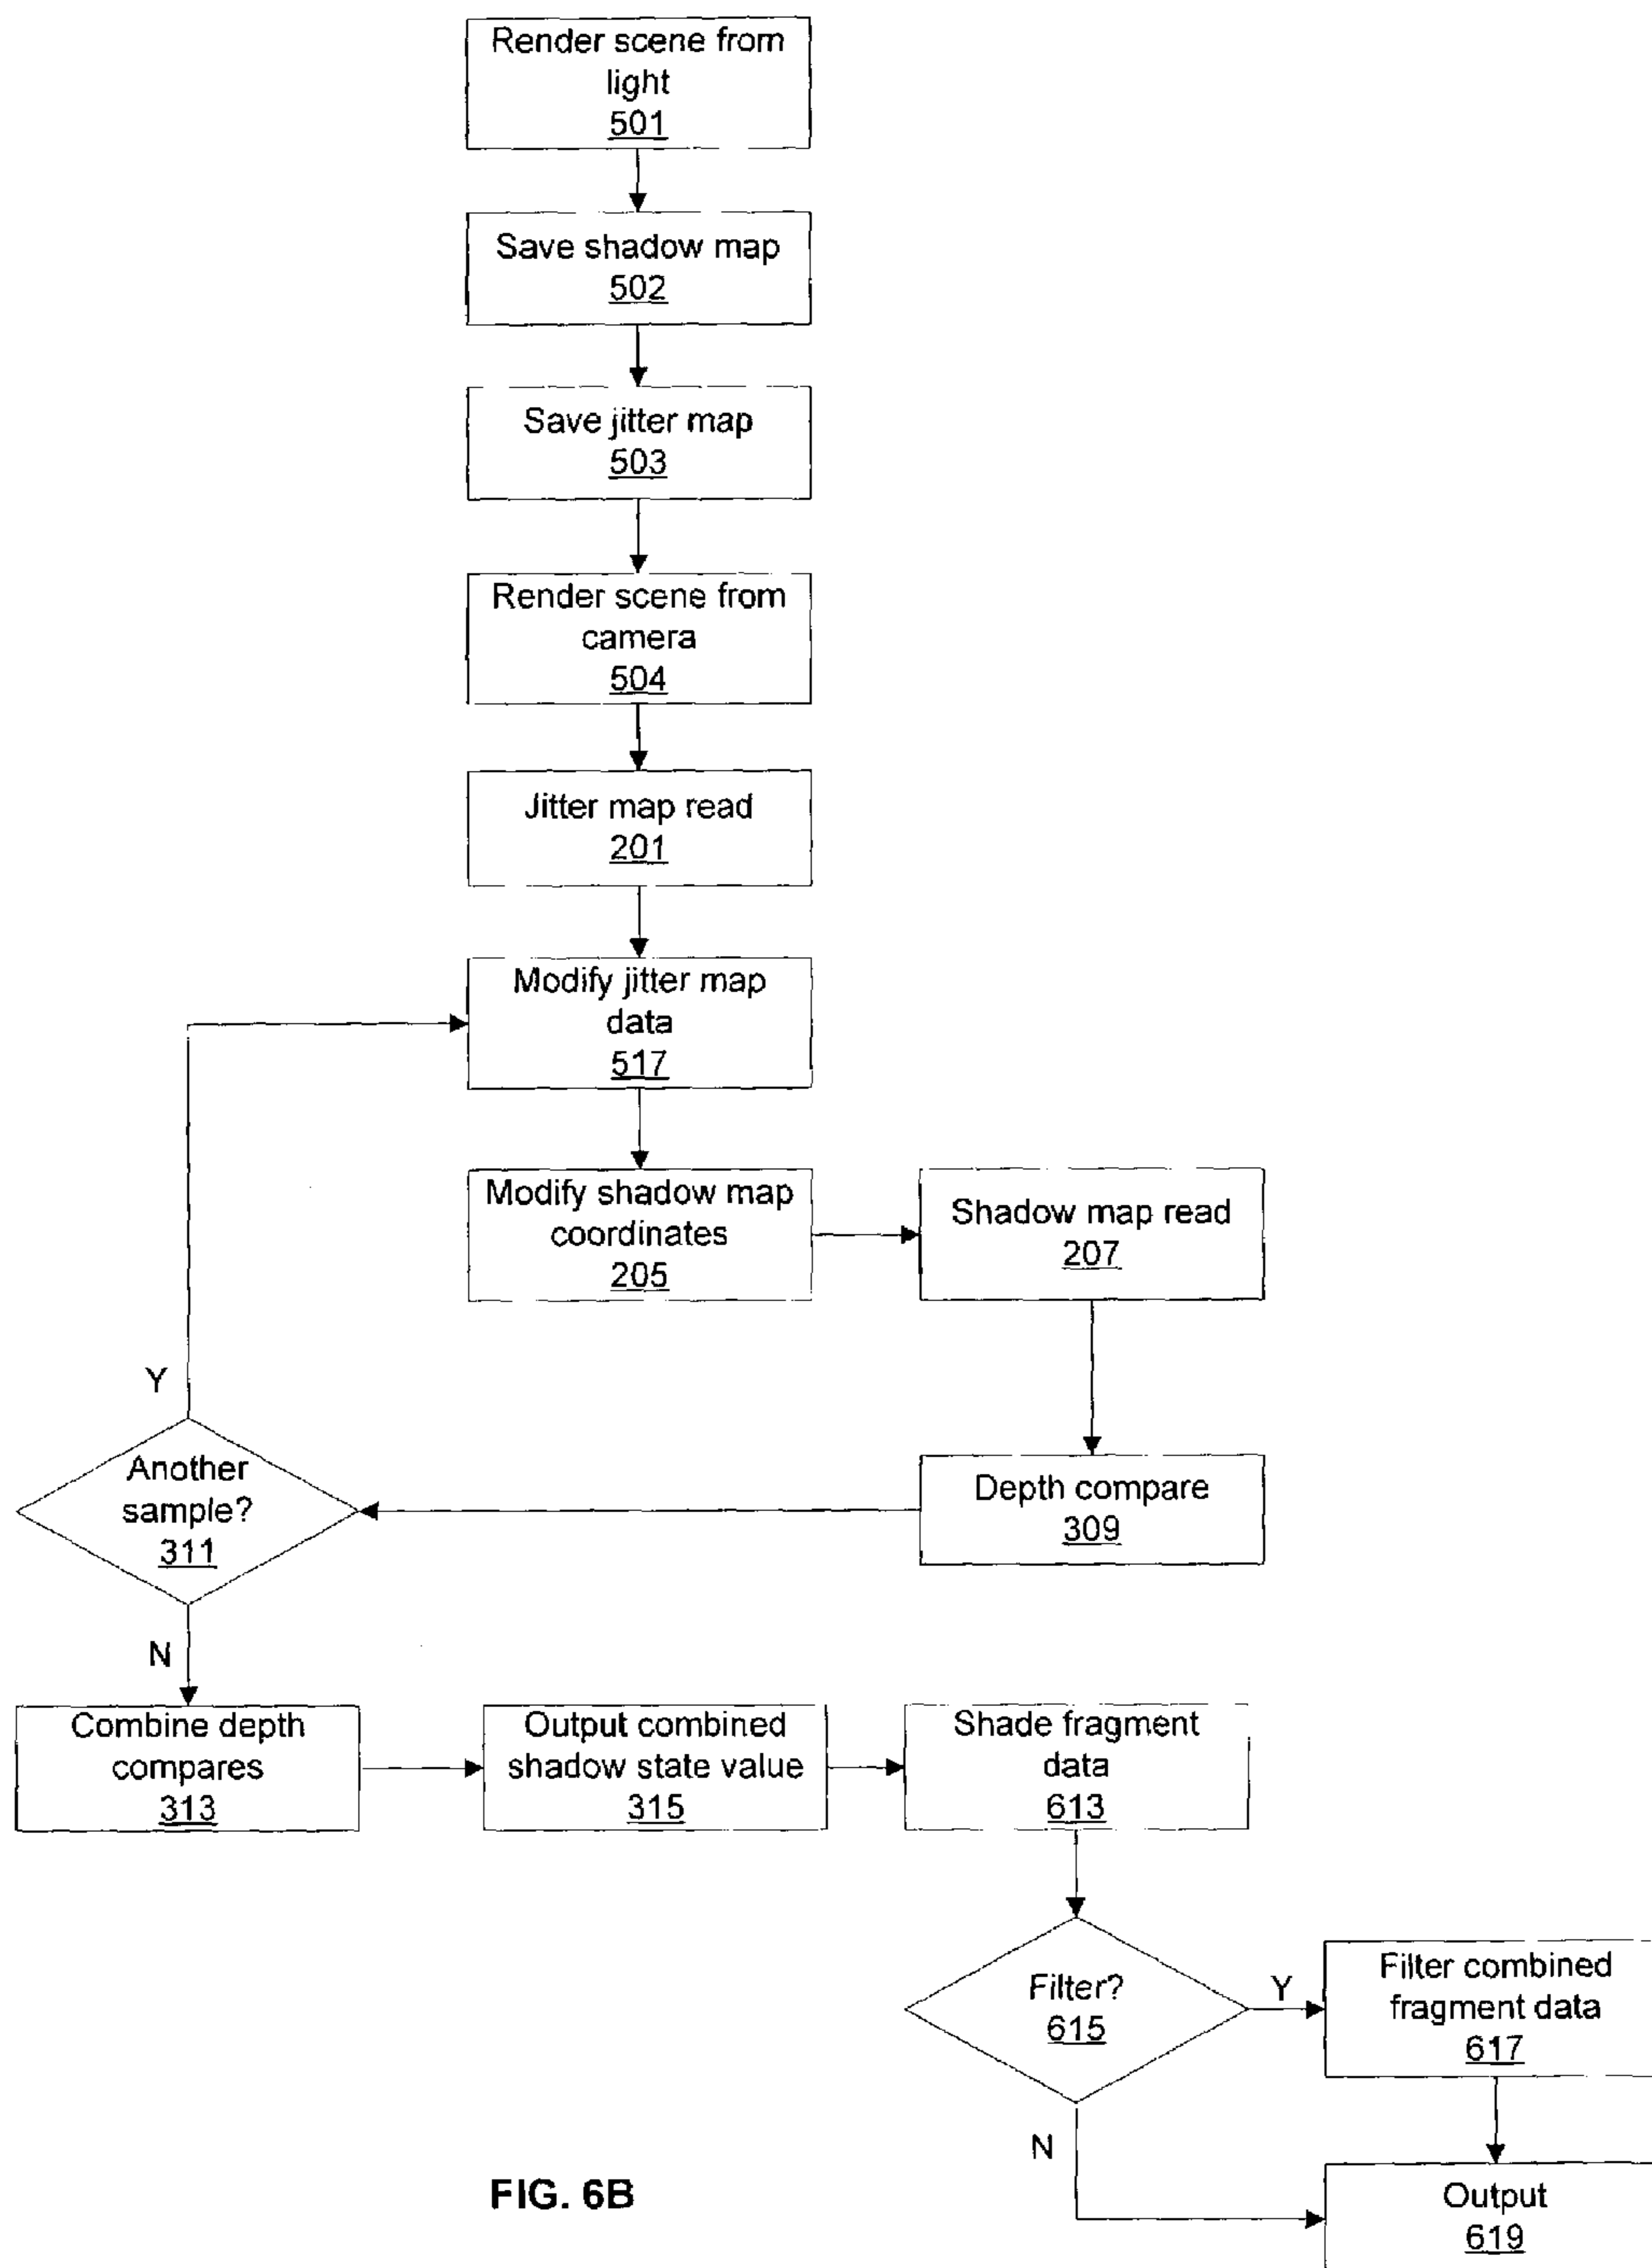 Render scene from
light
501
Save shadow map
502
Save jitter map
503
Render scene from
camera
504
Jitter map read
201
Modify jitter map
data
517
Modify shadow map
coordinates
205
Shadow map read
207
Y
Another
sample?
311
Depth compare
309
N
Combine depth
compares
313
Output combined
shadow state value
315
Shade fragment
data
613
Filter?
615
Y
Filter combined
fragment data
617
N
Output
619
FIG. 6B